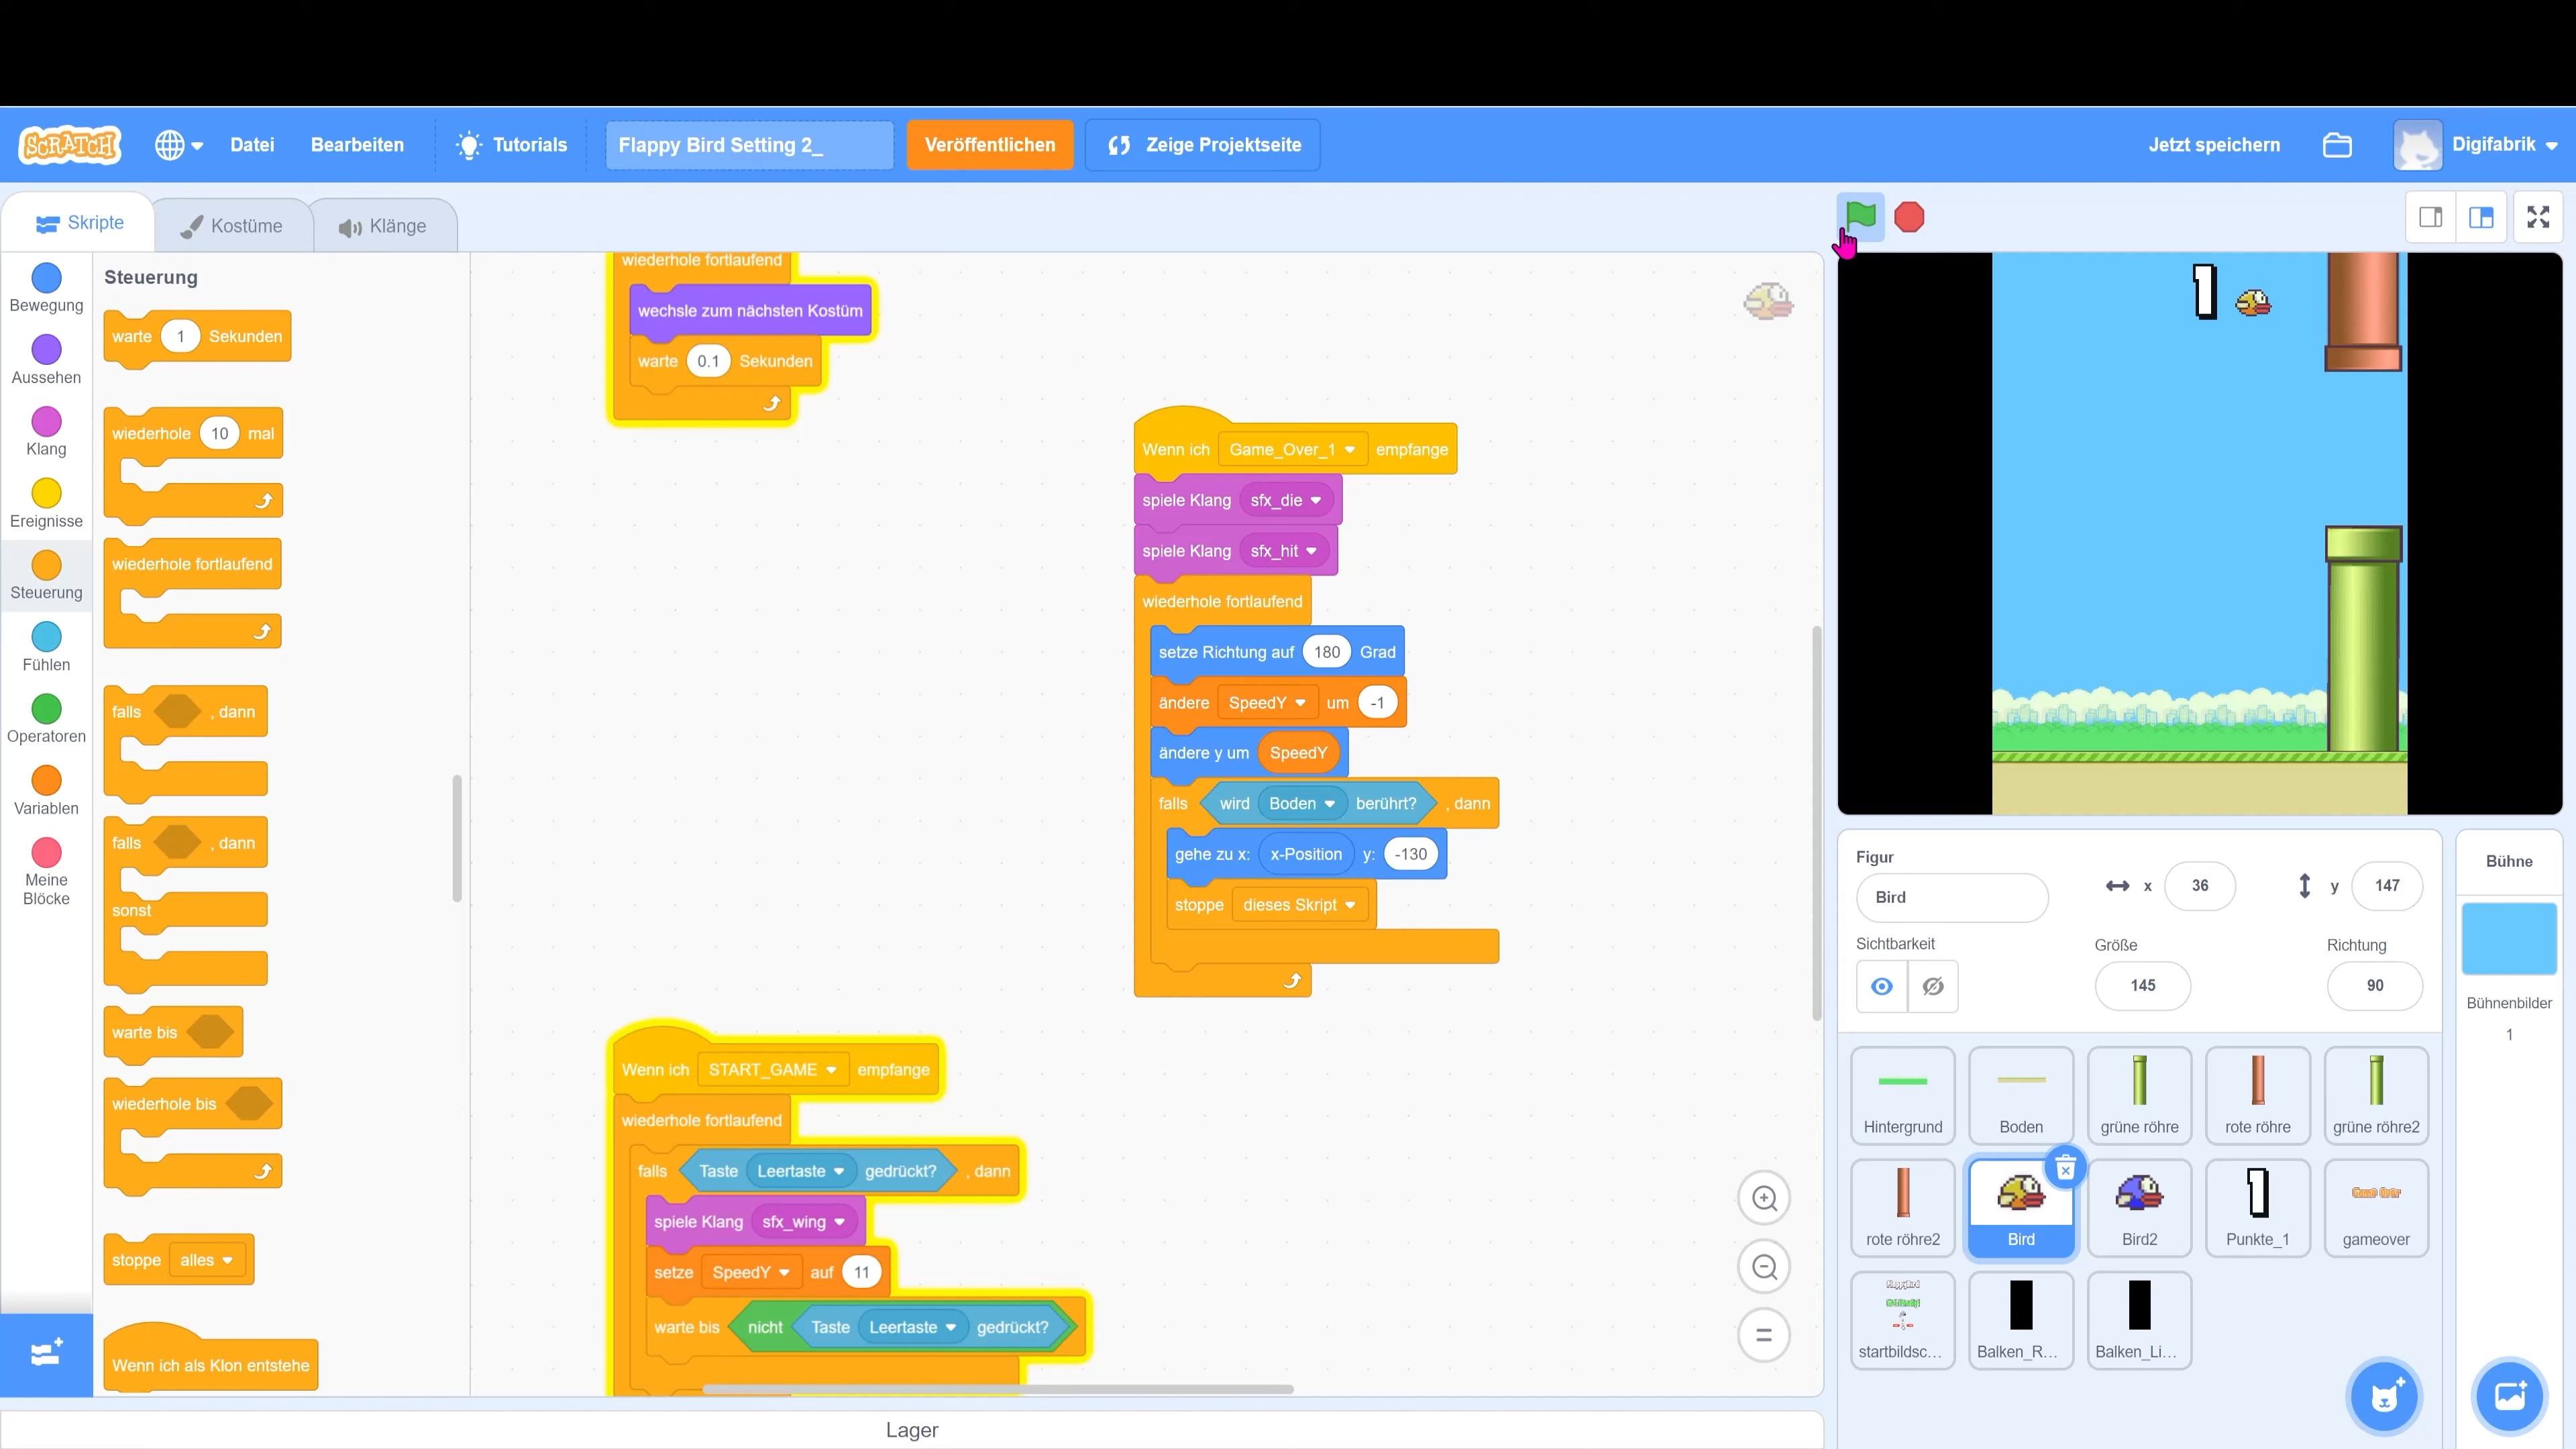 SCRATCH
Datei
Bearbeiten
Tutorials
Flappy Bird Setting 2_
Veröffentlichen
Zeige Projektseite
Jetzt speichern
Digifabrik
Skripte
Kostüme
Klänge
Bewegung
Aussehen
Klang
Ereignisse
Steuerung
Fühlen
Operatoren
Variablen
Meine
Blöcke
Steuerung
warte 1 Sekunden
wiederhole 10 mal
wiederhole fortlaufend
falls , dann
falls , dann
sonst
warte bis
wiederhole bis
stoppe alles
Wenn ich als Klon entstehe
wiederhole fortlaufend
wechsle zum nächsten Kostüm
warte 0.1 Sekunden
Wenn ich Game_Over_1 empfange
spiele Klang sfx_die
spiele Klang sfx_hit
wiederhole fortlaufend
setze Richtung auf 180 Grad
ändere SpeedY um -1
ändere y um SpeedY
falls wird Boden berührt? , dann
gehe zu x: x-Position y: -130
stoppe dieses Skript
Wenn ich START_GAME empfange
wiederhole fortlaufend
falls Taste Leertaste gedrückt? , dann
spiele Klang sfx_wing
setze SpeedY auf 11
warte bis nicht Taste Leertaste gedrückt?
Lager
1
Figur
Bird
x 36
y 147
Sichtbarkeit
Größe
145
Richtung
90
Bühne
Bühnenbilder
1
Hintergrund
Boden
grüne röhre
rote röhre
grüne röhre2
rote röhre2
Bird
Bird2
1
Punkte_1
Game Over
gameover
startbildsc...
Balken_R...
Balken_Li...